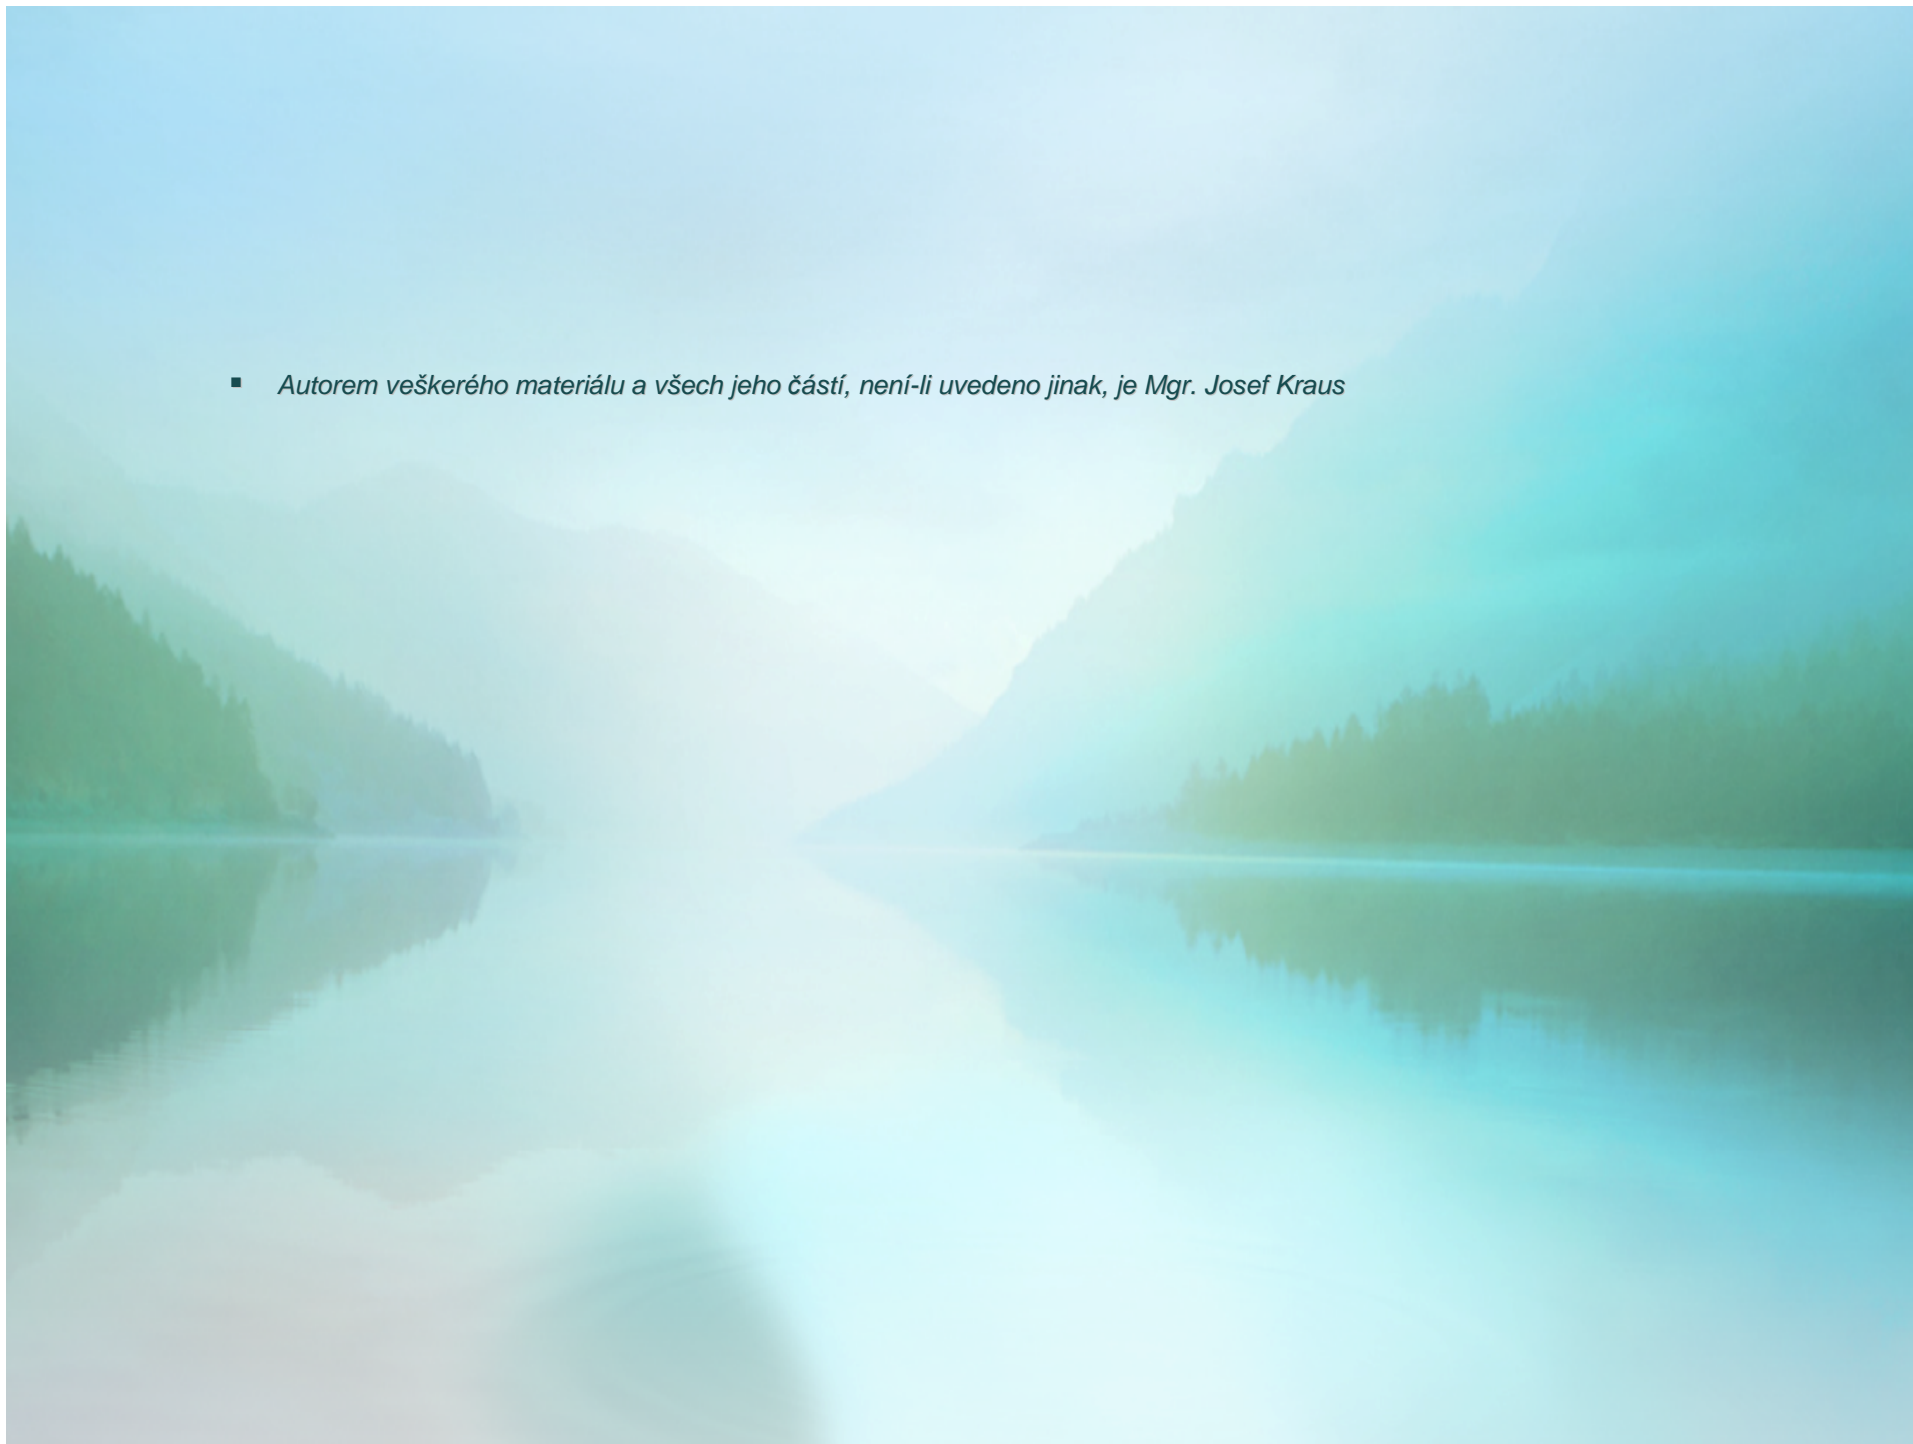 ▪ Autorem veškerého materiálu a všech jeho částí, není-li uvedeno jinak, je Mgr. Josef Kraus